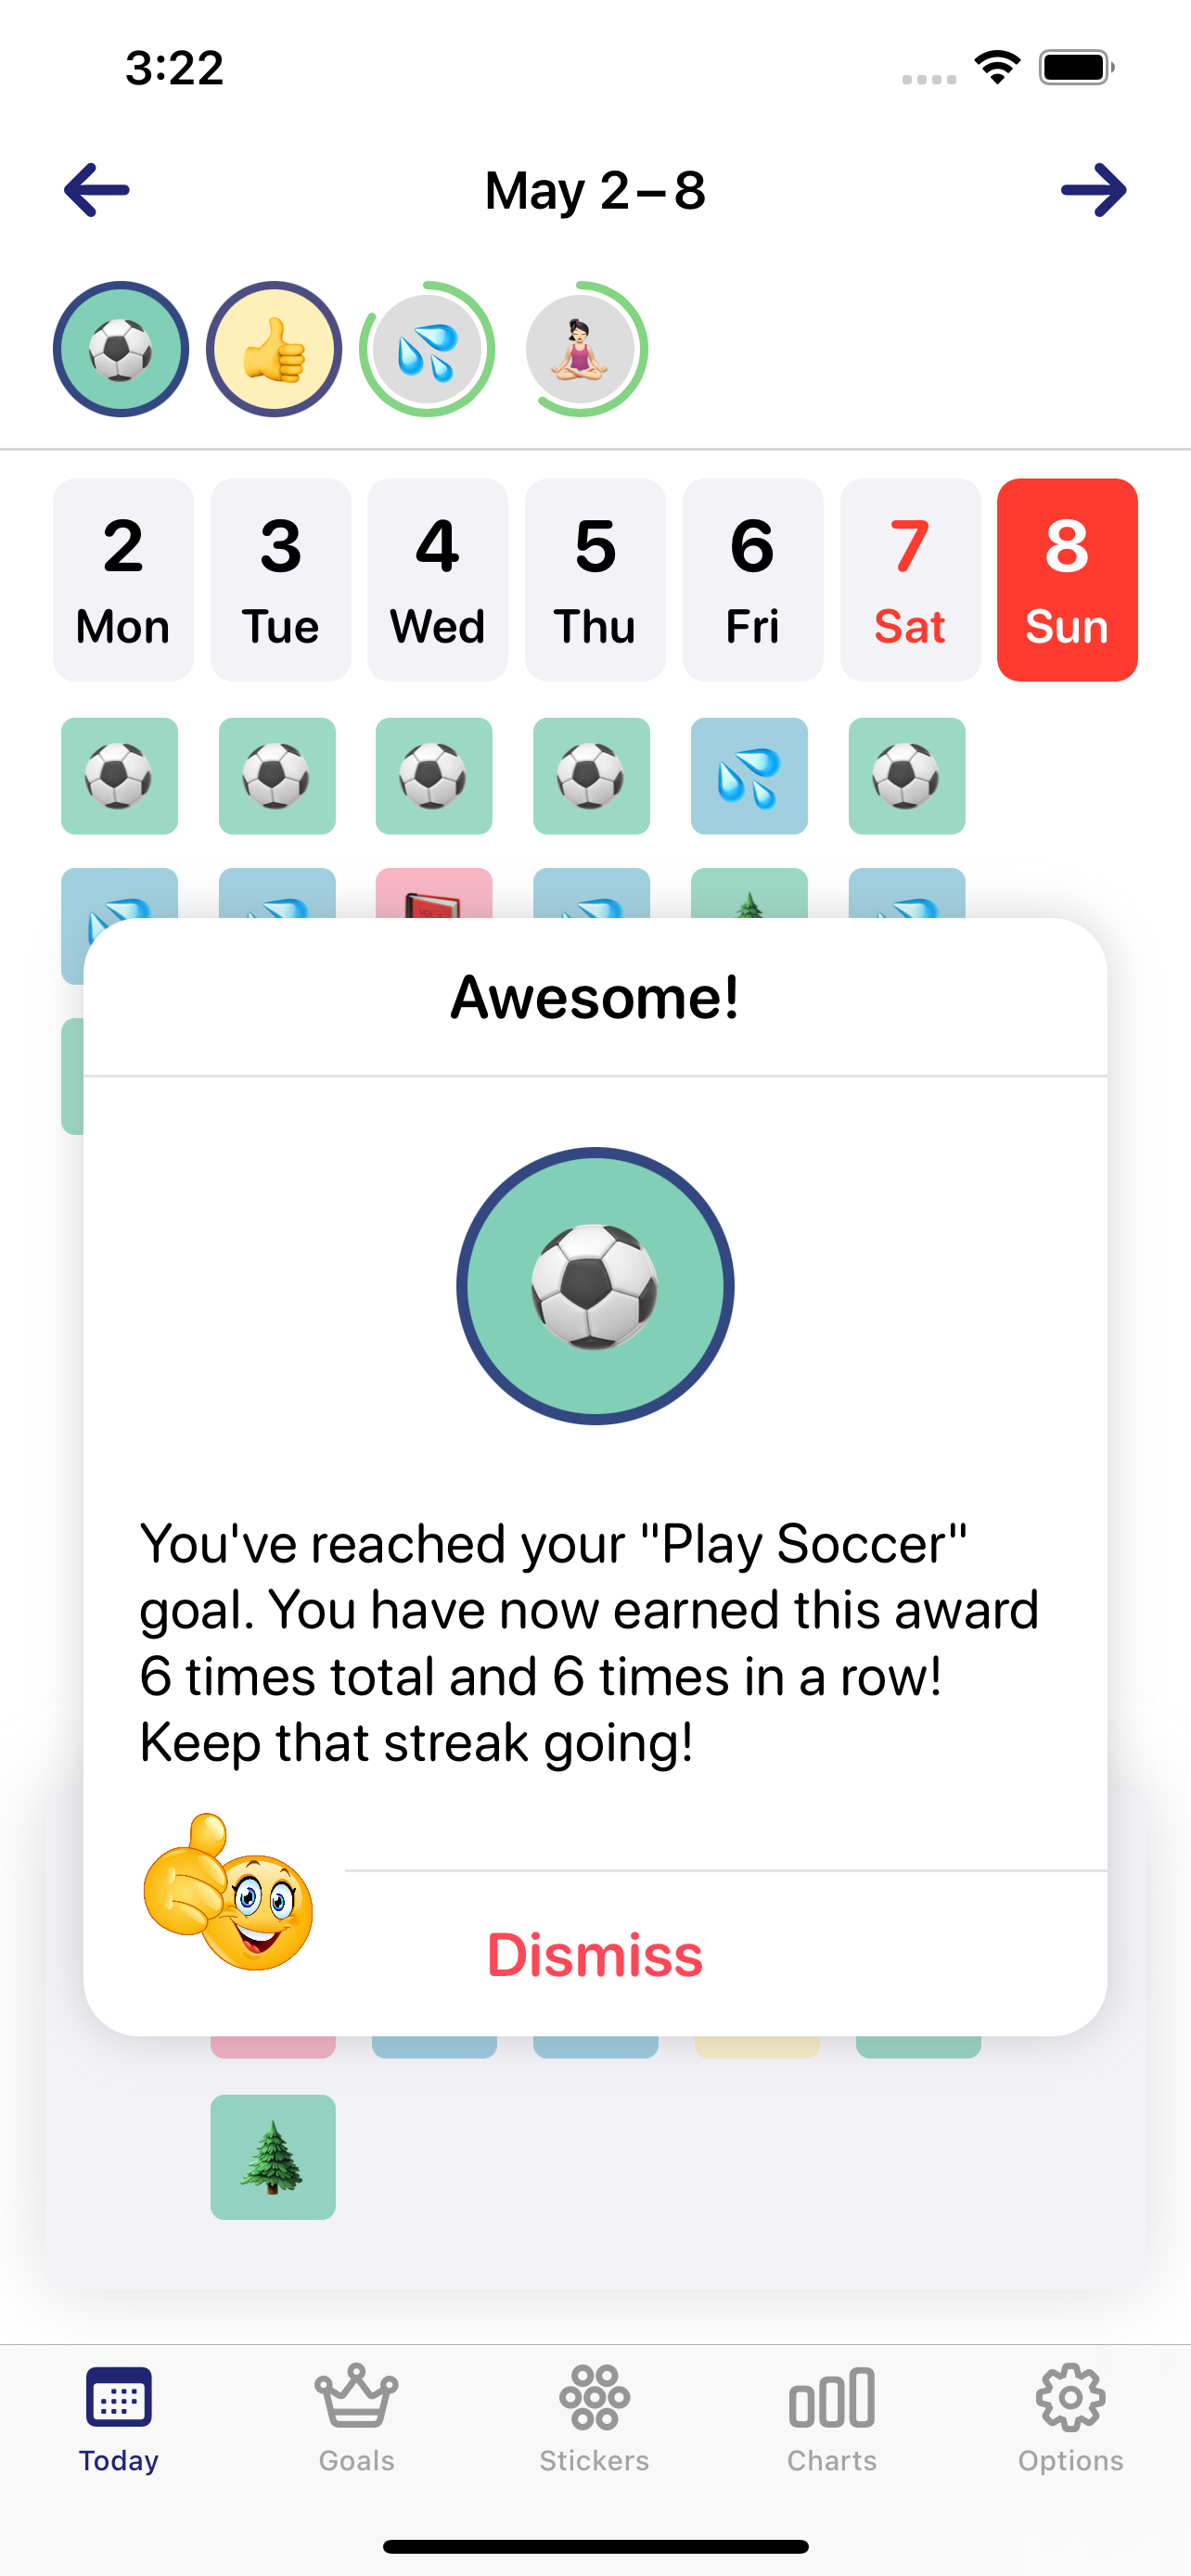 3:22
May 2 – 8
2 3 4 5 6 7 8
Mon Tue Wed Thu Fri Sat Sun
Awesome!
You've reached your "Play Soccer"
goal. You have now earned this award
6 times total and 6 times in a row!
Keep that streak going!
Dismiss
Today Goals Stickers Charts Options